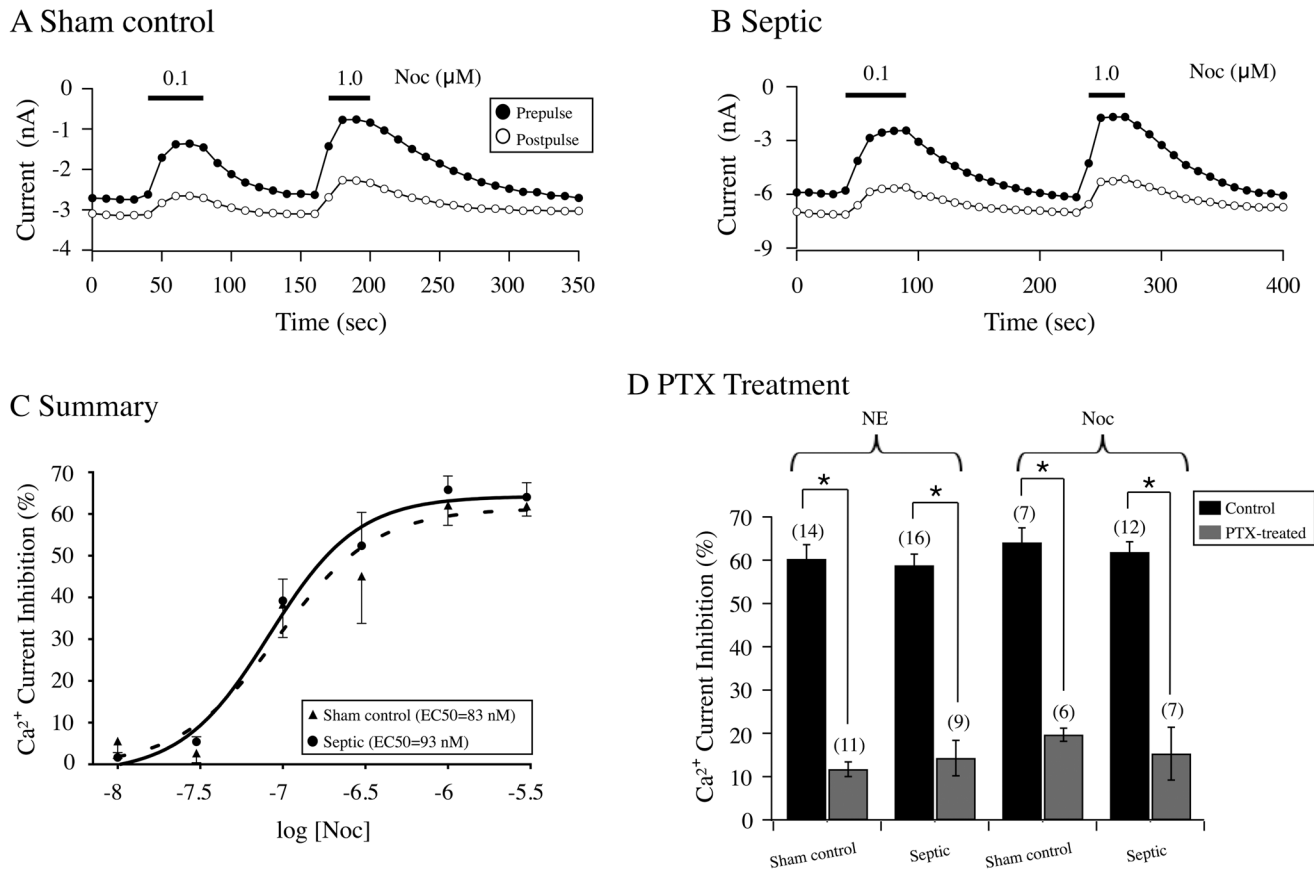 A Sham control
0.1 1.0 Noc (μM)
0
-1
-2
-3
-4
Current (nA)
Prepulse
Postpulse
0 50 100 150 200 250 300 350
Time (sec)
B Septic
0.1 1.0 Noc (μM)
0
-3
-6
-9
Current (nA)
0 100 200 300 400
Time (sec)
C Summary
70
60
50
40
30
20
10
0
Ca²⁺ Current Inhibition (%)
Sham control (EC50=83 nM)
Septic (EC50=93 nM)
-8 -7.5 -7 -6.5 -6 -5.5
log [Noc]
D PTX Treatment
NE Noc
* * * *
Control
PTX-treated
70
60
50
40
30
20
10
0
Ca²⁺ Current Inhibition (%)
(14) (11) (16) (9) (7) (6) (12) (7)
Sham control Septic Sham control Septic